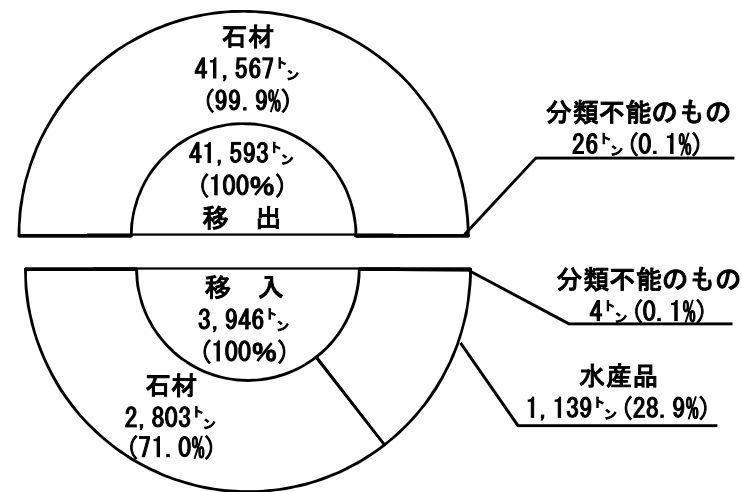 石材
41,567㌧
(99.9%)
41,593㌧
(100%)
移　出
分類不能のもの
26㌧(0.1%)
移　入
3,946㌧
(100%)
石材
2,803㌧
(71.0%)
分類不能のもの
4㌧(0.1%)
水産品
1,139㌧(28.9%)